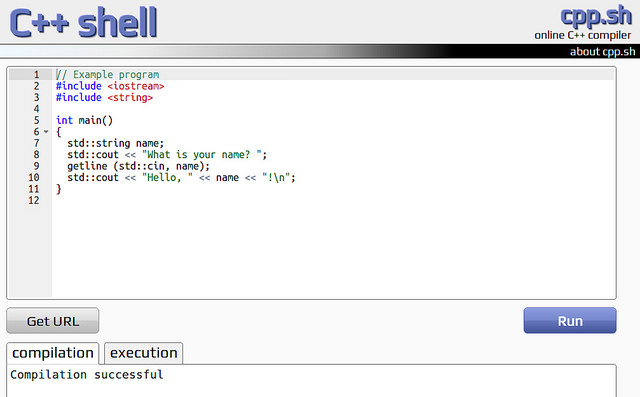 C++ shell
cpp.sh
online C++ compiler
about cpp.sh
1 // Example program
2 #include <iostream>
3 #include <string>
4
5 int main()
6 {
7   std::string name;
8   std::cout << "What is your name? ";
9   getline (std::cin, name);
10   std::cout << "Hello, " << name << "!\n";
11 }
12
Get URL
Run
compilation execution
Compilation successful